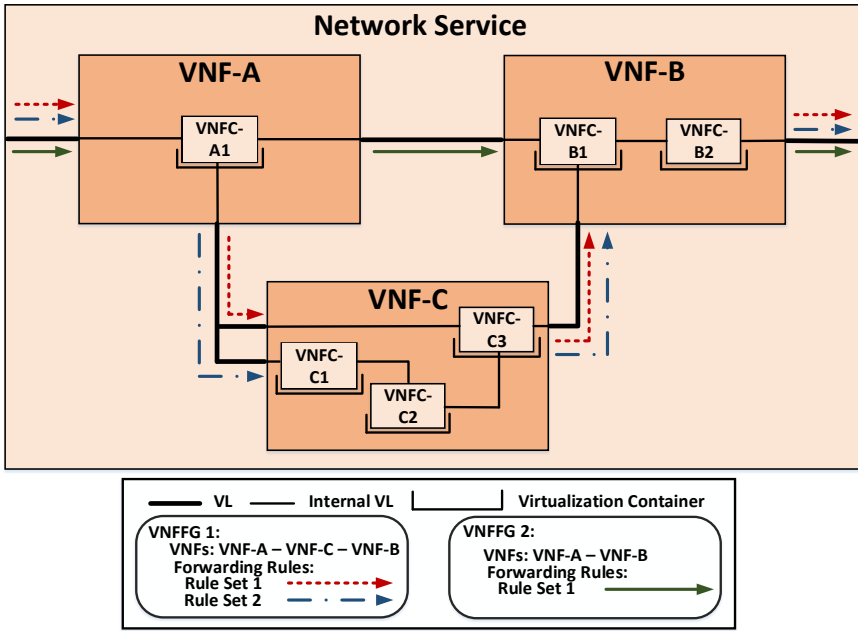 Network Service
VNF-A
VNF-B
VNFC-
A1
VNFC-
B1
VNFC-
B2
VNF-C
VNFC-
C3
VNFC-
C1
VNFC-
C2
VL
Internal VL
Virtualization Container
VNFFG 1:
VNFs: VNF-A – VNF-C – VNF-B
Forwarding Rules:
Rule Set 1
Rule Set 2
VNFFG 2:
VNFs: VNF-A – VNF-B
Forwarding Rules:
Rule Set 1